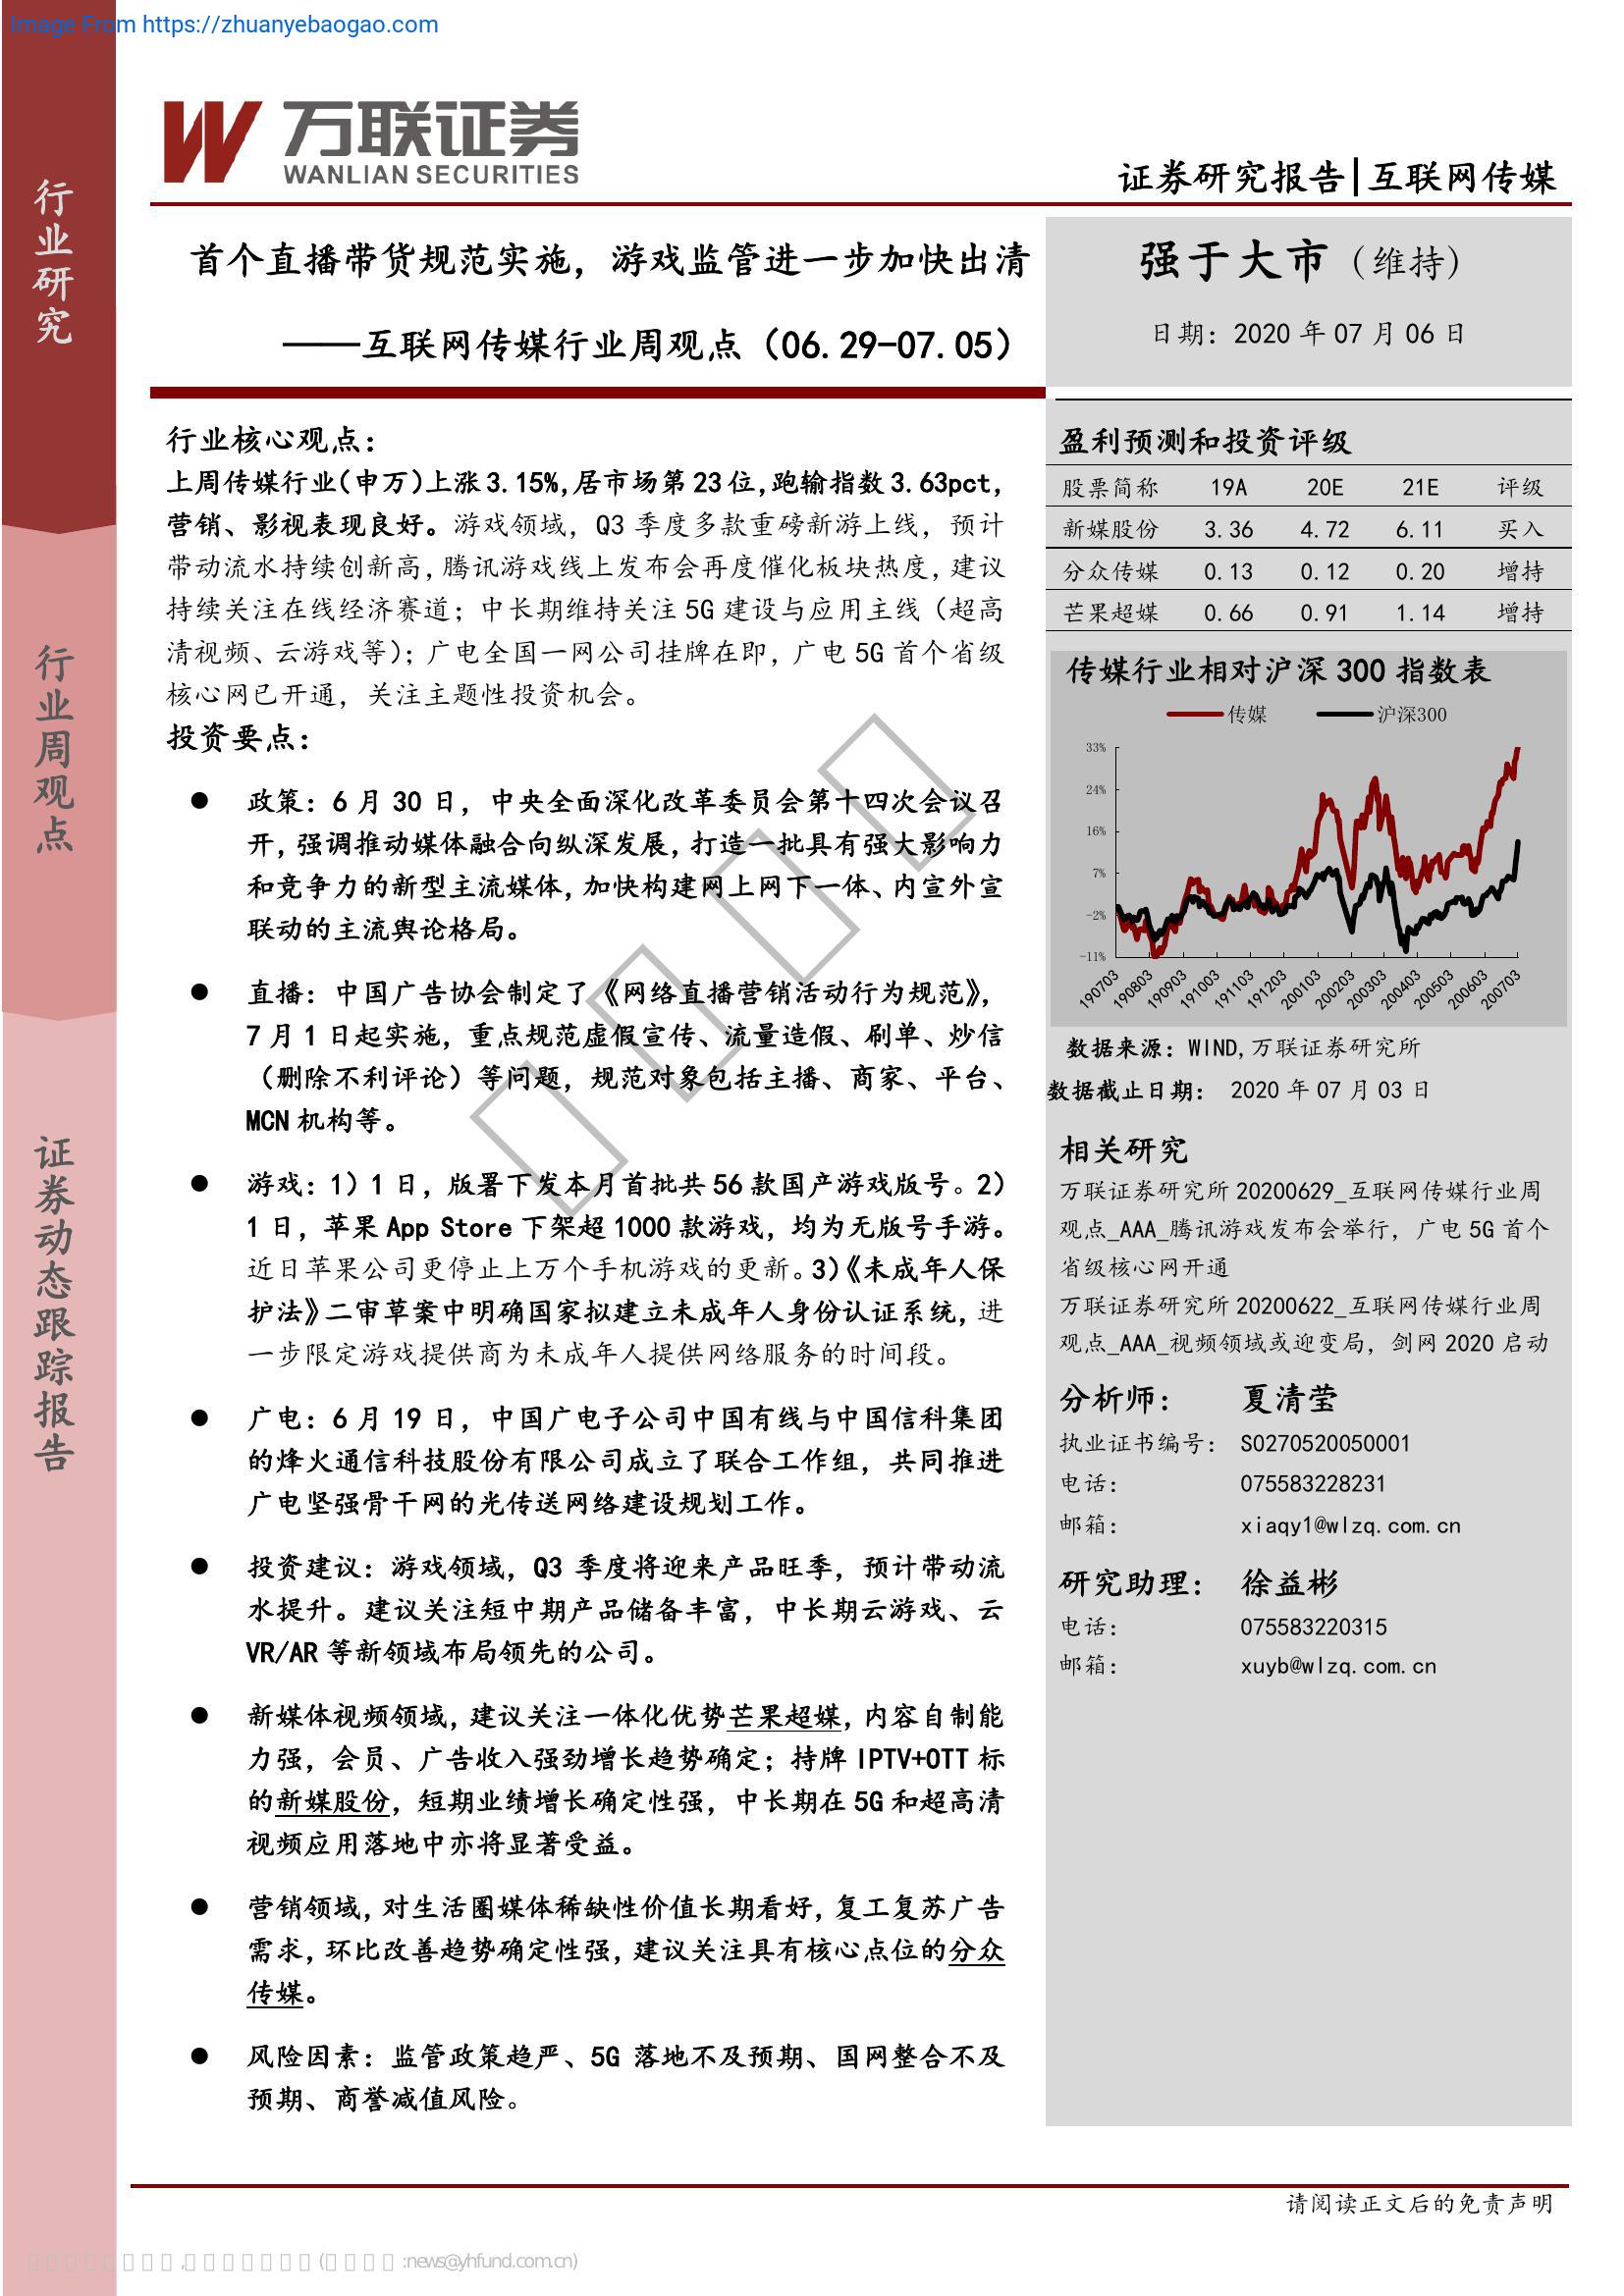 Image From https://zhuanyebaogao.com
万联证券
WANLIAN SECURITIES
证券研究报告|互联网传媒
行业研究
行业周观点
证券动态跟踪报告
首个直播带货规范实施，游戏监管进一步加快出清
——互联网传媒行业周观点（06.29-07.05）
强于大市（维持）
日期：2020 年 07 月 06 日
行业核心观点：
上周传媒行业(申万)上涨 3.15%,居市场第 23 位,跑输指数 3.63pct,
营销、影视表现良好。游戏领域，Q3 季度多款重磅新游上线，预计
带动流水持续创新高,腾讯游戏线上发布会再度催化板块热度,建议
持续关注在线经济赛道；中长期维持关注 5G 建设与应用主线（超高
清视频、云游戏等）；广电全国一网公司挂牌在即，广电 5G 首个省级
核心网已开通，关注主题性投资机会。
投资要点：
● 政策：6 月 30 日，中央全面深化改革委员会第十四次会议召
开,强调推动媒体融合向纵深发展,打造一批具有强大影响力
和竞争力的新型主流媒体,加快构建网上网下一体、内宣外宣
联动的主流舆论格局。
● 直播：中国广告协会制定了《网络直播营销活动行为规范》，
7 月 1 日起实施，重点规范虚假宣传、流量造假、刷单、炒信
（删除不利评论）等问题，规范对象包括主播、商家、平台、
MCN 机构等。
● 游戏：1）1 日，版署下发本月首批共 56 款国产游戏版号。2）
1 日，苹果 App Store 下架超 1000 款游戏，均为无版号手游。
近日苹果公司更停止上万个手机游戏的更新。3)《未成年人保
护法》二审草案中明确国家拟建立未成年人身份认证系统，进
一步限定游戏提供商为未成年人提供网络服务的时间段。
● 广电：6 月 19 日，中国广电子公司中国有线与中国信科集团
的烽火通信科技股份有限公司成立了联合工作组，共同推进
广电坚强骨干网的光传送网络建设规划工作。
● 投资建议：游戏领域，Q3 季度将迎来产品旺季，预计带动流
水提升。建议关注短中期产品储备丰富，中长期云游戏、云
VR/AR 等新领域布局领先的公司。
● 新媒体视频领域,建议关注一体化优势芒果超媒,内容自制能
力强，会员、广告收入强劲增长趋势确定；持牌 IPTV+OTT 标
的新媒股份，短期业绩增长确定性强，中长期在 5G 和超高清
视频应用落地中亦将显著受益。
● 营销领域,对生活圈媒体稀缺性价值长期看好,复工复苏广告
需求,环比改善趋势确定性强,建议关注具有核心点位的分众
传媒。
● 风险因素：监管政策趋严、5G 落地不及预期、国网整合不及
预期、商誉减值风险。
盈利预测和投资评级
股票简称 19A 20E 21E 评级
新媒股份 3.36 4.72 6.11 买入
分众传媒 0.13 0.12 0.20 增持
芒果超媒 0.66 0.91 1.14 增持
传媒行业相对沪深 300 指数表
传媒 沪深300
33%
24%
16%
7%
-2%
-11%
190703 190803 190903 191003 191103 191203 200103 200203 200303 200403 200503 200603 200703
数据来源：WIND,万联证券研究所
数据截止日期： 2020 年 07 月 03 日
相关研究
万联证券研究所 20200629_互联网传媒行业周
观点_AAA_腾讯游戏发布会举行，广电 5G 首个
省级核心网开通
万联证券研究所 20200622_互联网传媒行业周
观点_AAA_视频领域或迎变局，剑网 2020 启动
分析师： 夏清莹
执业证书编号： S0270520050001
电话： 075583228231
邮箱： xiaqy1@wlzq.com.cn
研究助理： 徐益彬
电话： 075583220315
邮箱： xuyb@wlzq.com.cn
请阅读正文后的免责声明
:news@yhfund.com.cn)